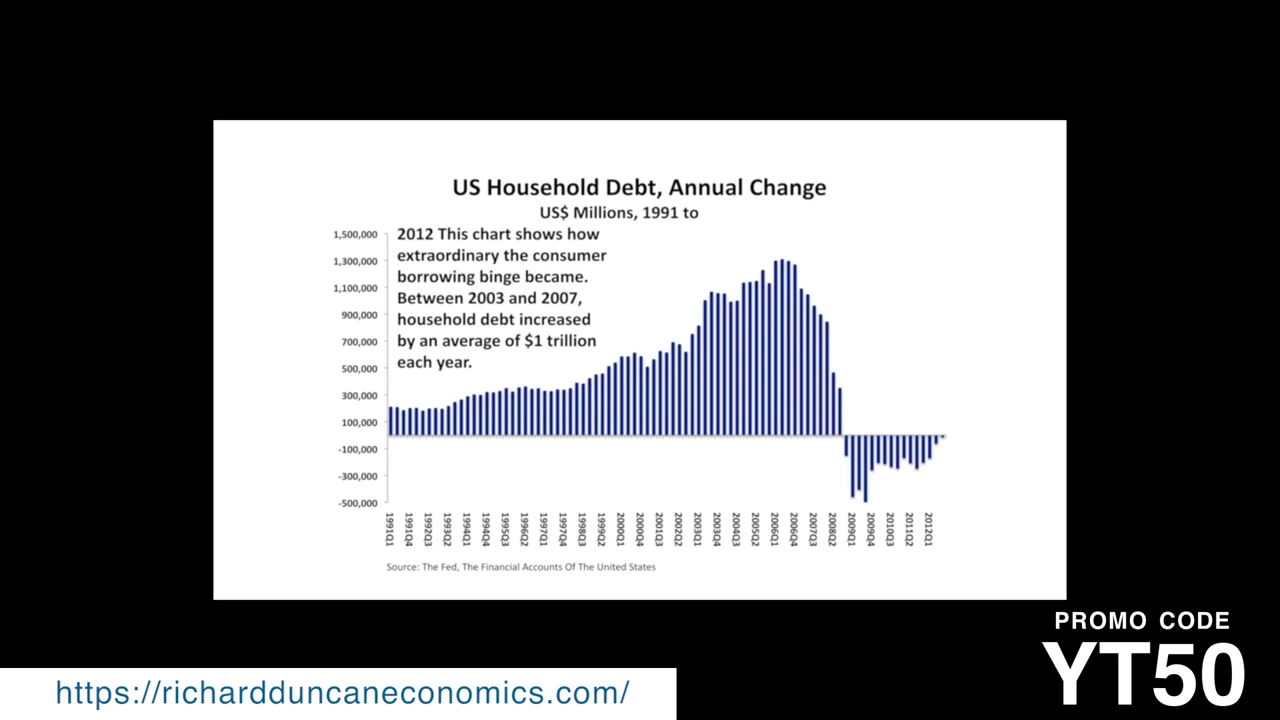 US Household Debt, Annual Change
US$ Millions, 1991 to
2012 This chart shows how
extraordinary the consumer
borrowing binge became.
Between 2003 and 2007,
household debt increased
by an average of $1 trillion
each year.
1,500,000
1,300,000
1,100,000
900,000
700,000
500,000
300,000
100,000
-100,000
-300,000
-500,000
1991Q1
1991Q4
1992Q3
1993Q2
1994Q1
1994Q4
1995Q3
1996Q2
1997Q1
1997Q4
1998Q3
1999Q2
2000Q1
2000Q4
2001Q3
2002Q2
2003Q1
2003Q4
2004Q3
2005Q2
2006Q1
2006Q4
2007Q3
2008Q2
2009Q1
2009Q4
2010Q3
2011Q2
2012Q1
Source: The Fed, The Financial Accounts Of The United States
PROMO CODE
YT50
https://richardduncaneconomics.com/